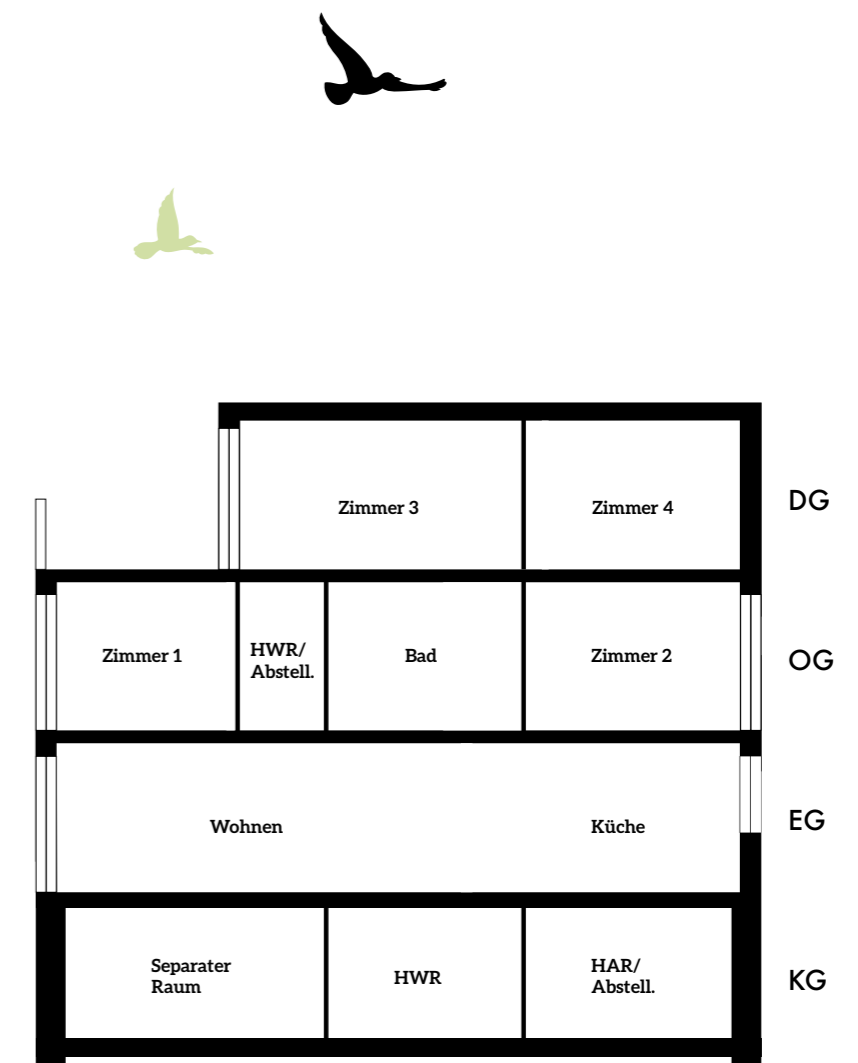 Zimmer 3
Zimmer 4
DG
Zimmer 1
HWR/
Abstell.
Bad
Zimmer 2
OG
Wohnen
Küche
EG
Separater
Raum
HWR
HAR/
Abstell.
KG